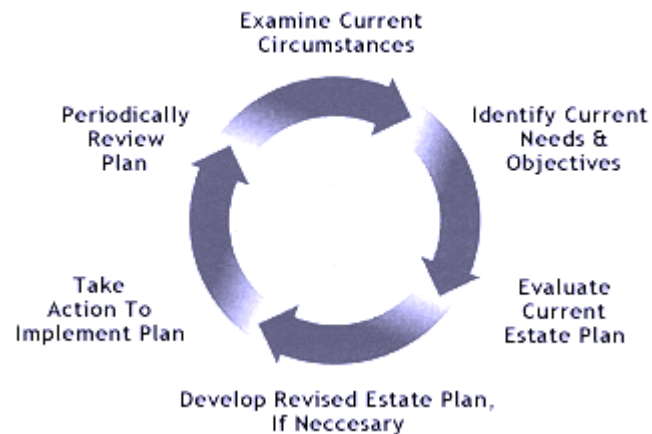 Examine Current
Circumstances
Identify Current
Needs &
Objectives
Evaluate
Current
Estate Plan
Develop Revised Estate Plan,
If Neccesary
Take
Action To
Implement Plan
Periodically
Review
Plan